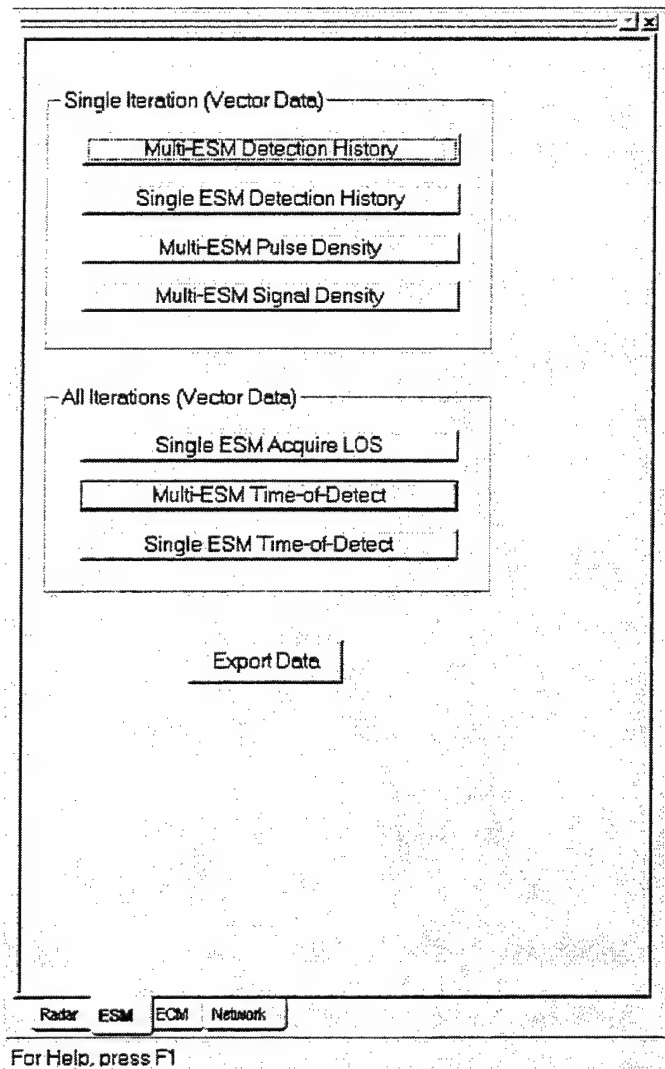 Single Iteration (Vector Data)
Multi-ESM Detection History
Single ESM Detection History
Multi-ESM Pulse Density
Multi-ESM Signal Density
All Iterations (Vector Data)
Single ESM Acquire LOS
Multi-ESM Time-of-Detect
Single ESM Time-of-Detect
Export Data
Radar ESM ECM Network
For Help, press F1